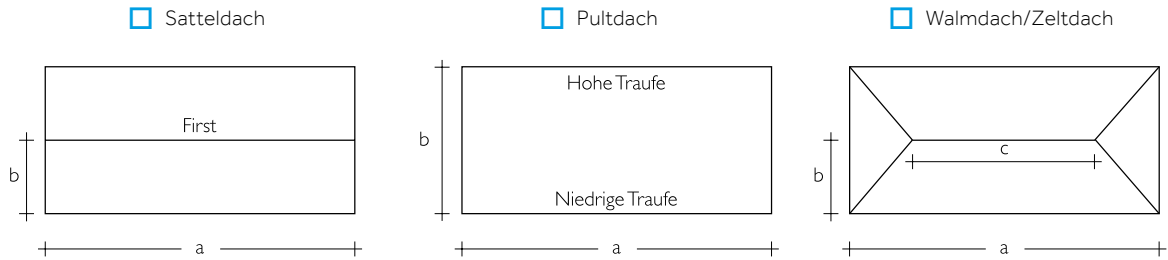 Satteldach
Pultdach
Walmdach/Zeltdach
First
b
a
Hohe Traufe
b
Niedrige Traufe
a
c
b
a